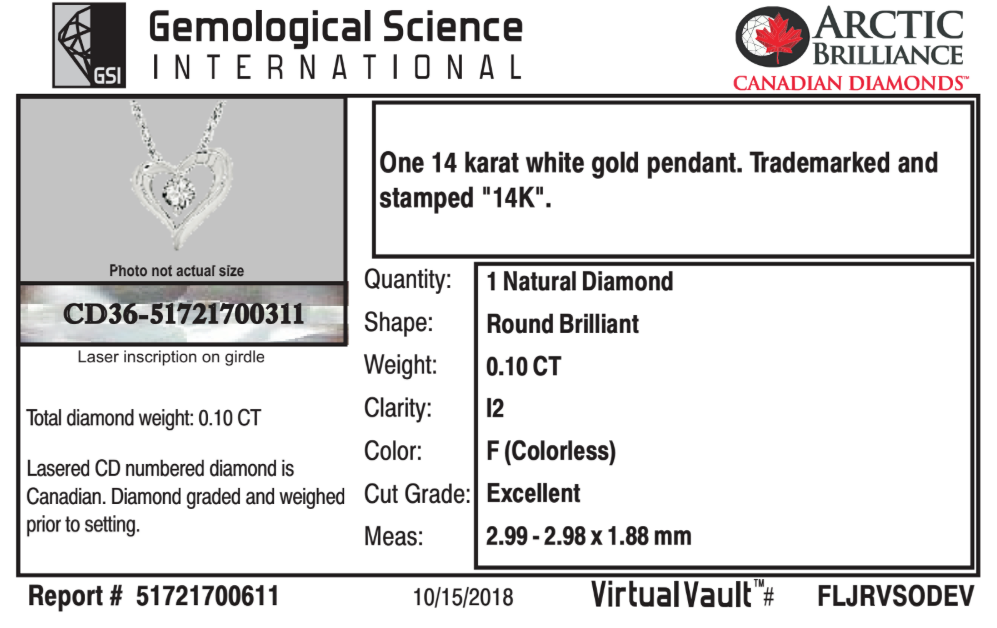 Gemological Science
INTERNATIONAL
GSI
ARCTIC
BRILLIANCE
CANADIAN DIAMONDS™
Photo not actual size
CD36-51721700311
Laser inscription on girdle
Total diamond weight: 0.10 CT
Lasered CD numbered diamond is
Canadian. Diamond graded and weighed
prior to setting.
One 14 karat white gold pendant. Trademarked and
stamped "14K".
Quantity: 1 Natural Diamond
Shape: Round Brilliant
Weight: 0.10 CT
Clarity: I2
Color: F (Colorless)
Cut Grade: Excellent
Meas: 2.99 - 2.98 x 1.88 mm
Report # 51721700611 10/15/2018 VirtualVault™# FLJRVSODEV